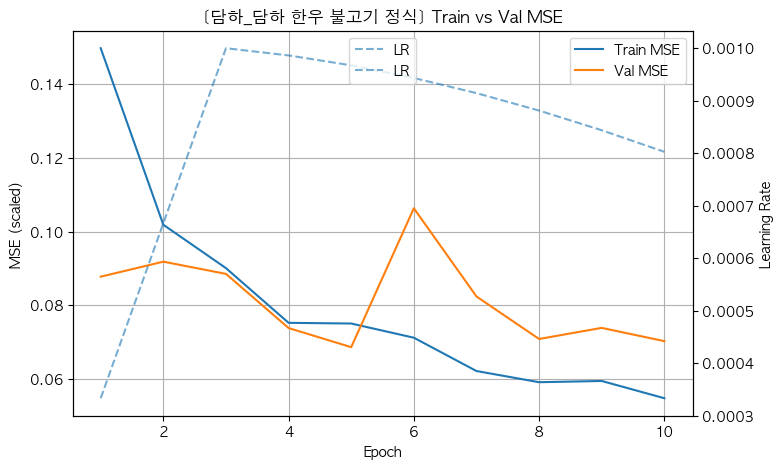 [담하_담하 한우 불고기 정식] Train vs Val MSE
LR
LR
Train MSE
Val MSE
MSE (scaled)
0.14
0.12
0.10
0.08
0.06
2
4
6
8
10
Epoch
0.0010
0.0009
0.0008
0.0007
0.0006
0.0005
0.0004
0.0003
Learning Rate